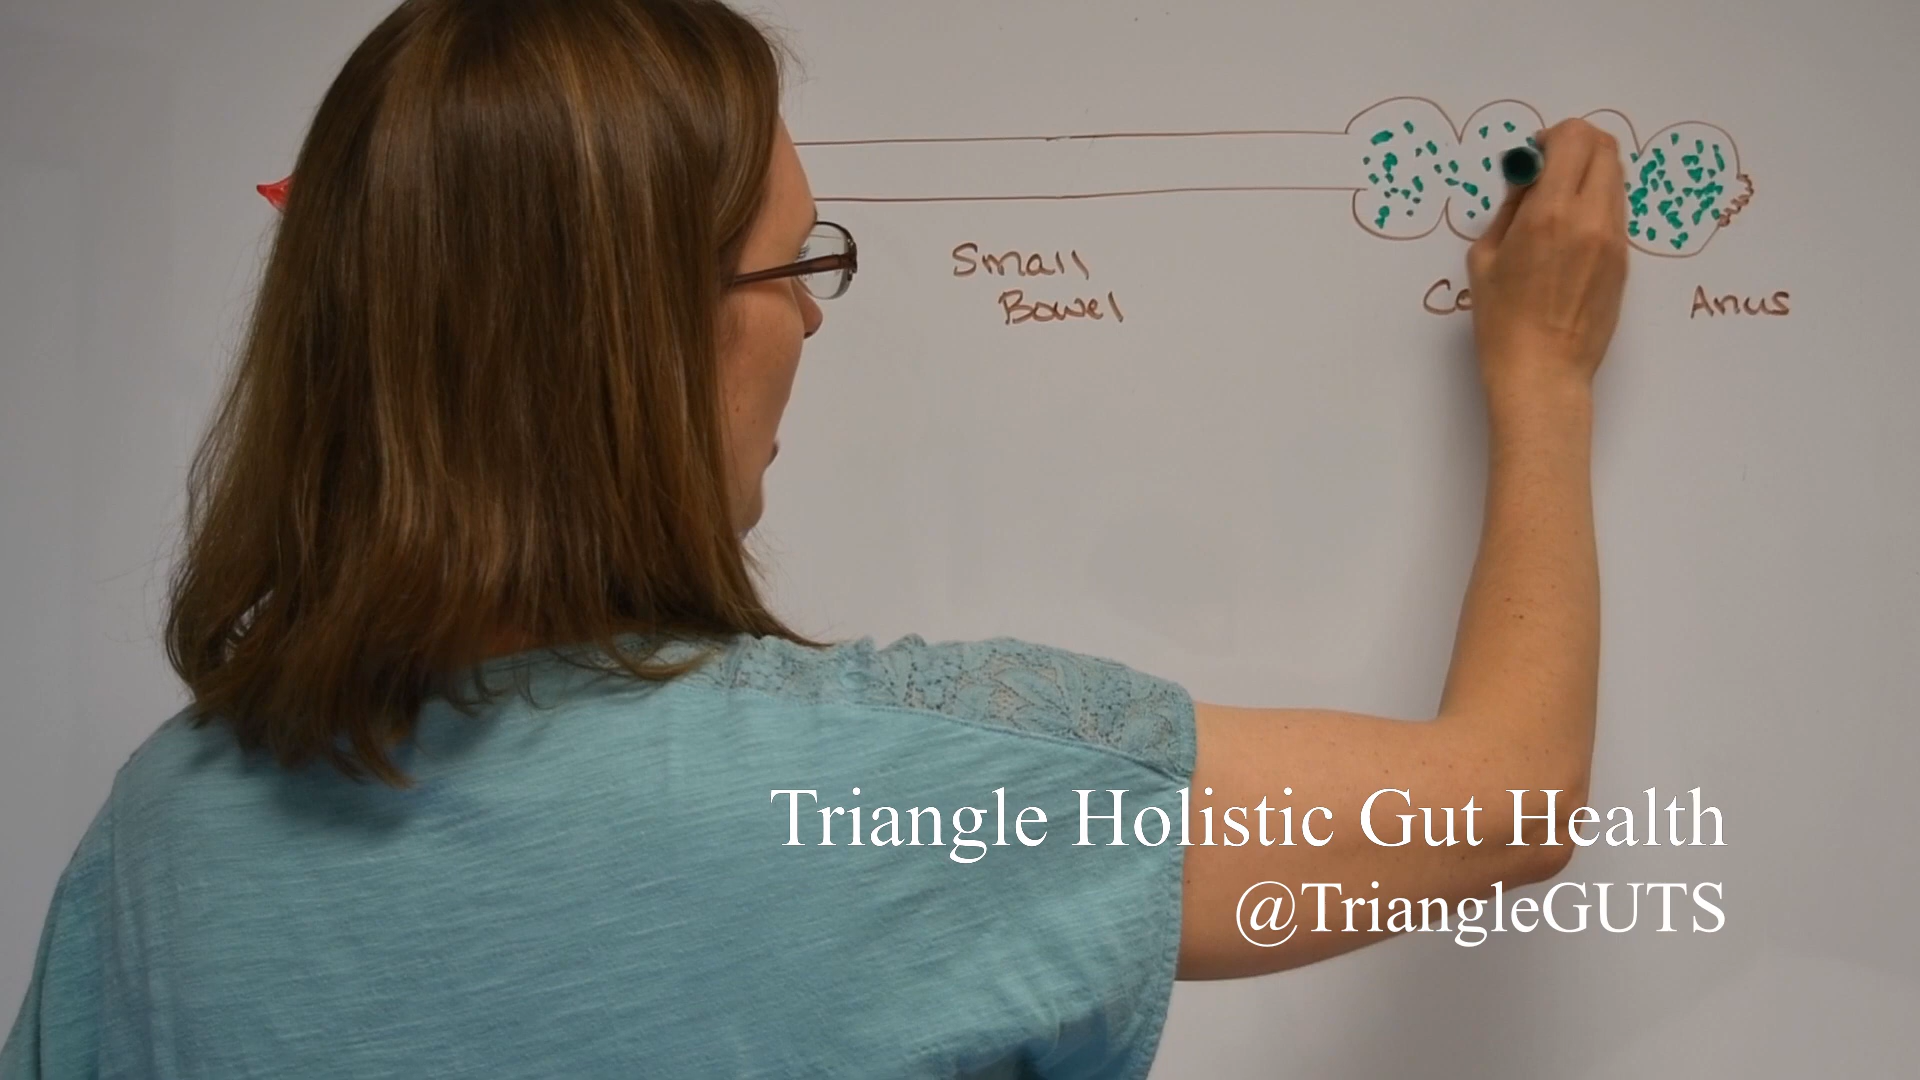 Small
Bowel
Anus
Triangle Holistic Gut Health
@TriangleGUTS